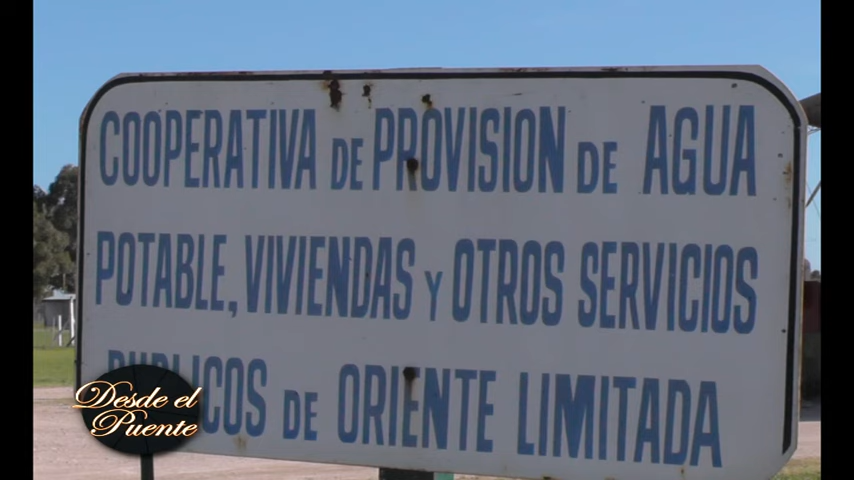 COOPERATIVA DE PROVISION DE AGUA
POTABLE, VIVIENDAS Y OTROS SERVICIOS
PUBLICOS DE ORIENTE LIMITADA
Desde el
Puente